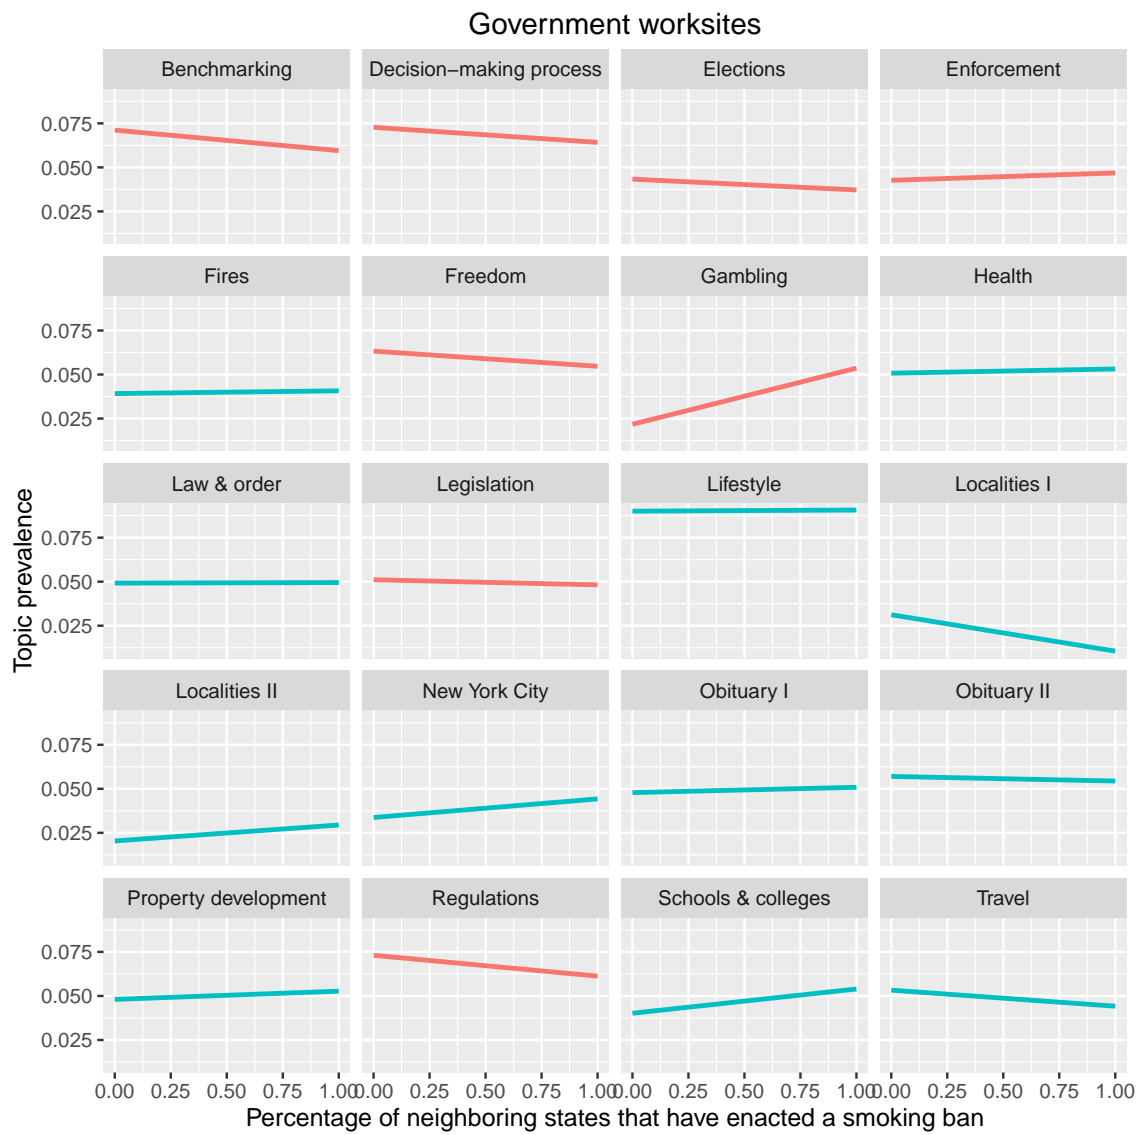 Government worksites
Benchmarking Decision−making process Elections Enforcement
0.075
0.050
0.025
Fires Freedom Gambling Health
0.075
0.050
0.025
Law & order Legislation Lifestyle Localities I
0.075
0.050
0.025
Topic prevalence
Localities II New York City Obituary I Obituary II
0.075
0.050
0.025
Property development Regulations Schools & colleges Travel
0.075
0.050
0.025
0.00 0.25 0.50 0.75 1.00 0.00 0.25 0.50 0.75 1.00 0.00 0.25 0.50 0.75 1.00 0.00 0.25 0.50 0.75 1.00
Percentage of neighboring states that have enacted a smoking ban